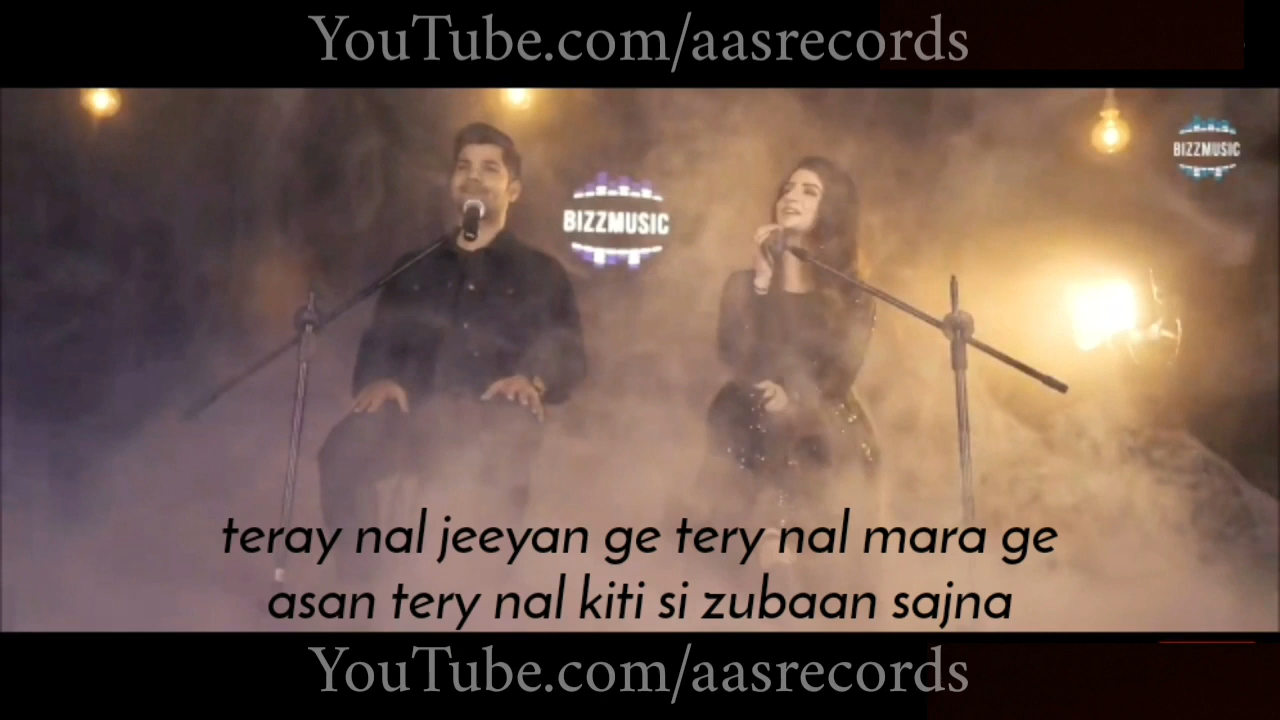 YouTube.com/aasrecords
BIZZMUSIC
BIZZMUSIC
teray nal jeeyan ge tery nal mara ge
asan tery nal kiti si zubaan sajna
YouTube.com/aasrecords